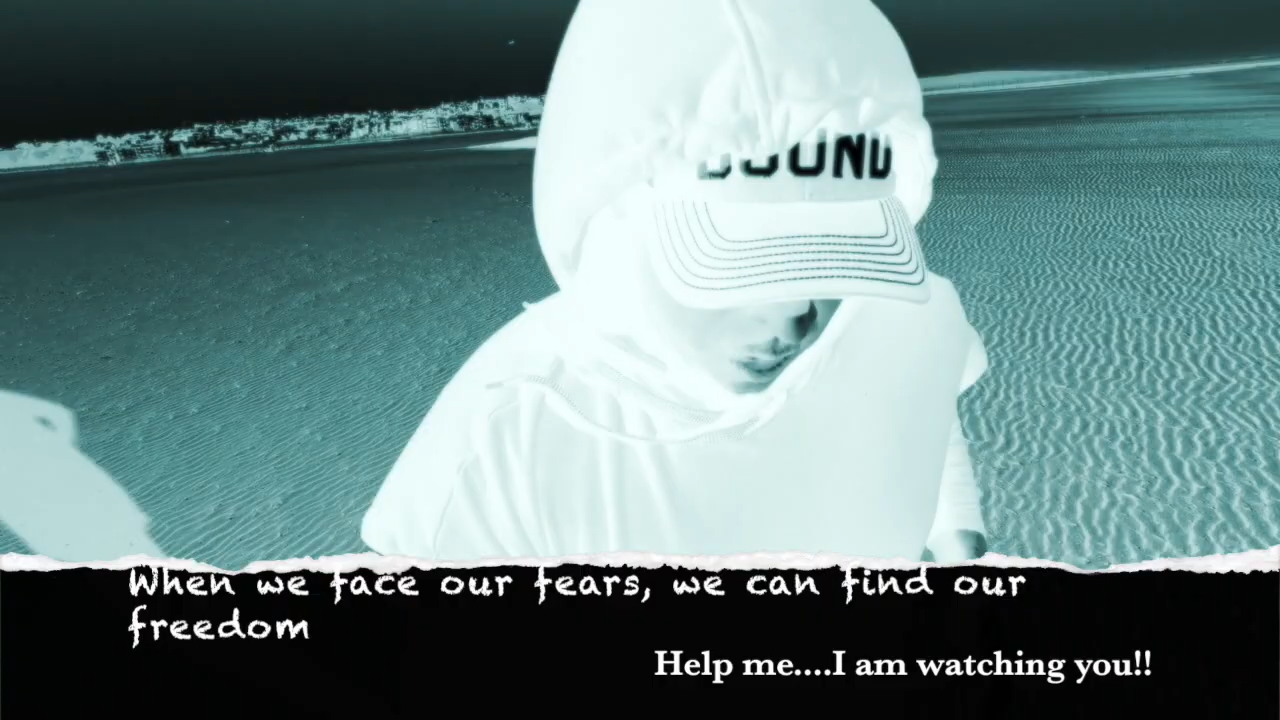 When we face our fears, we can find our
freedom
Help me....I am watching you!!